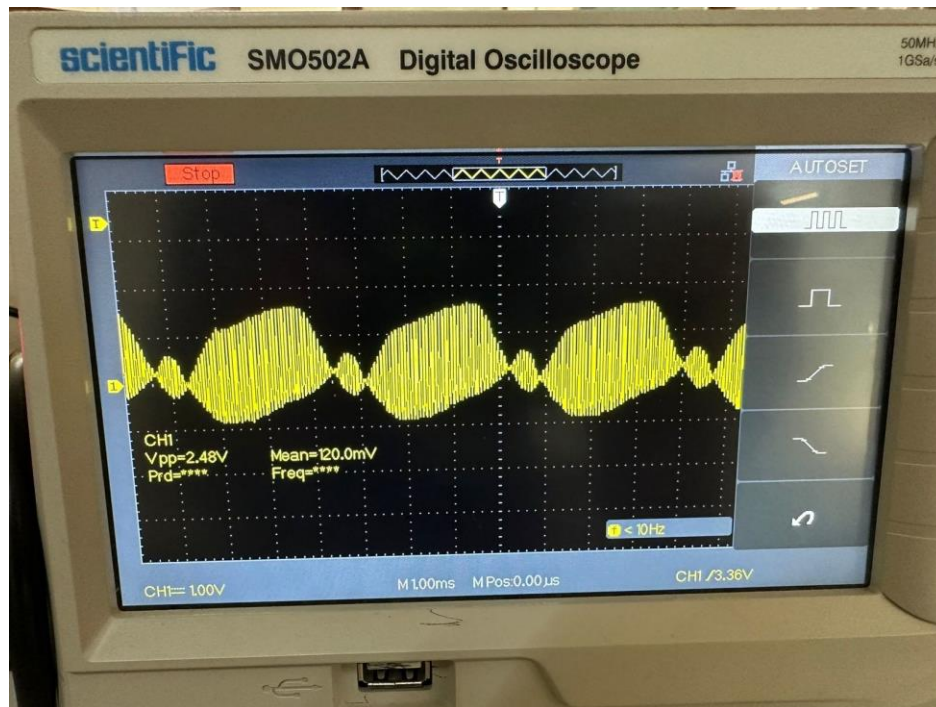 scientiFic SMO502A Digital Oscilloscope
50MH
1GSa/s
Stop
T
AUTOSET
T
1
1
CH1
Vpp=2.48V Mean=120.0mV
Prd=**** Freq=****
T < 10Hz
CH1 1.00V M 1.00ms M Pos:0.00µs CH1 /3.36V